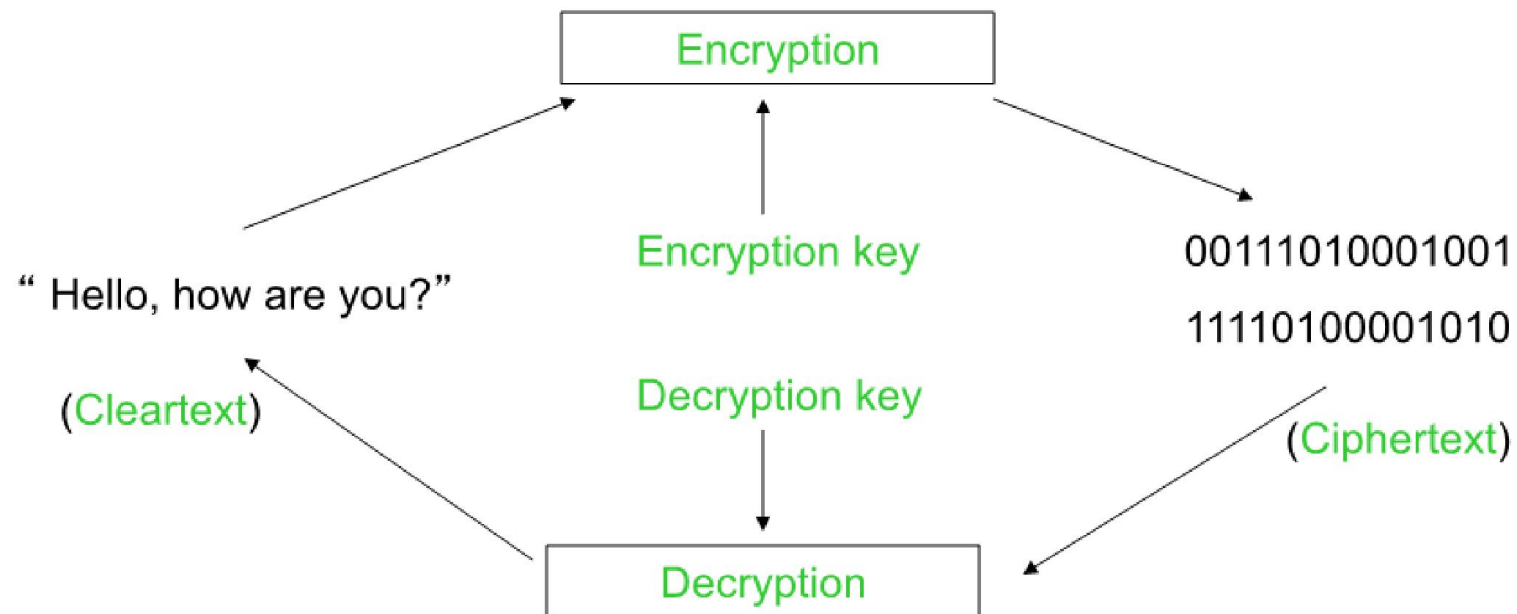 Encryption
Encryption key
00111010001001
“ Hello, how are you?”
11110100001010
Decryption key
(Cleartext)
(Ciphertext)
Decryption